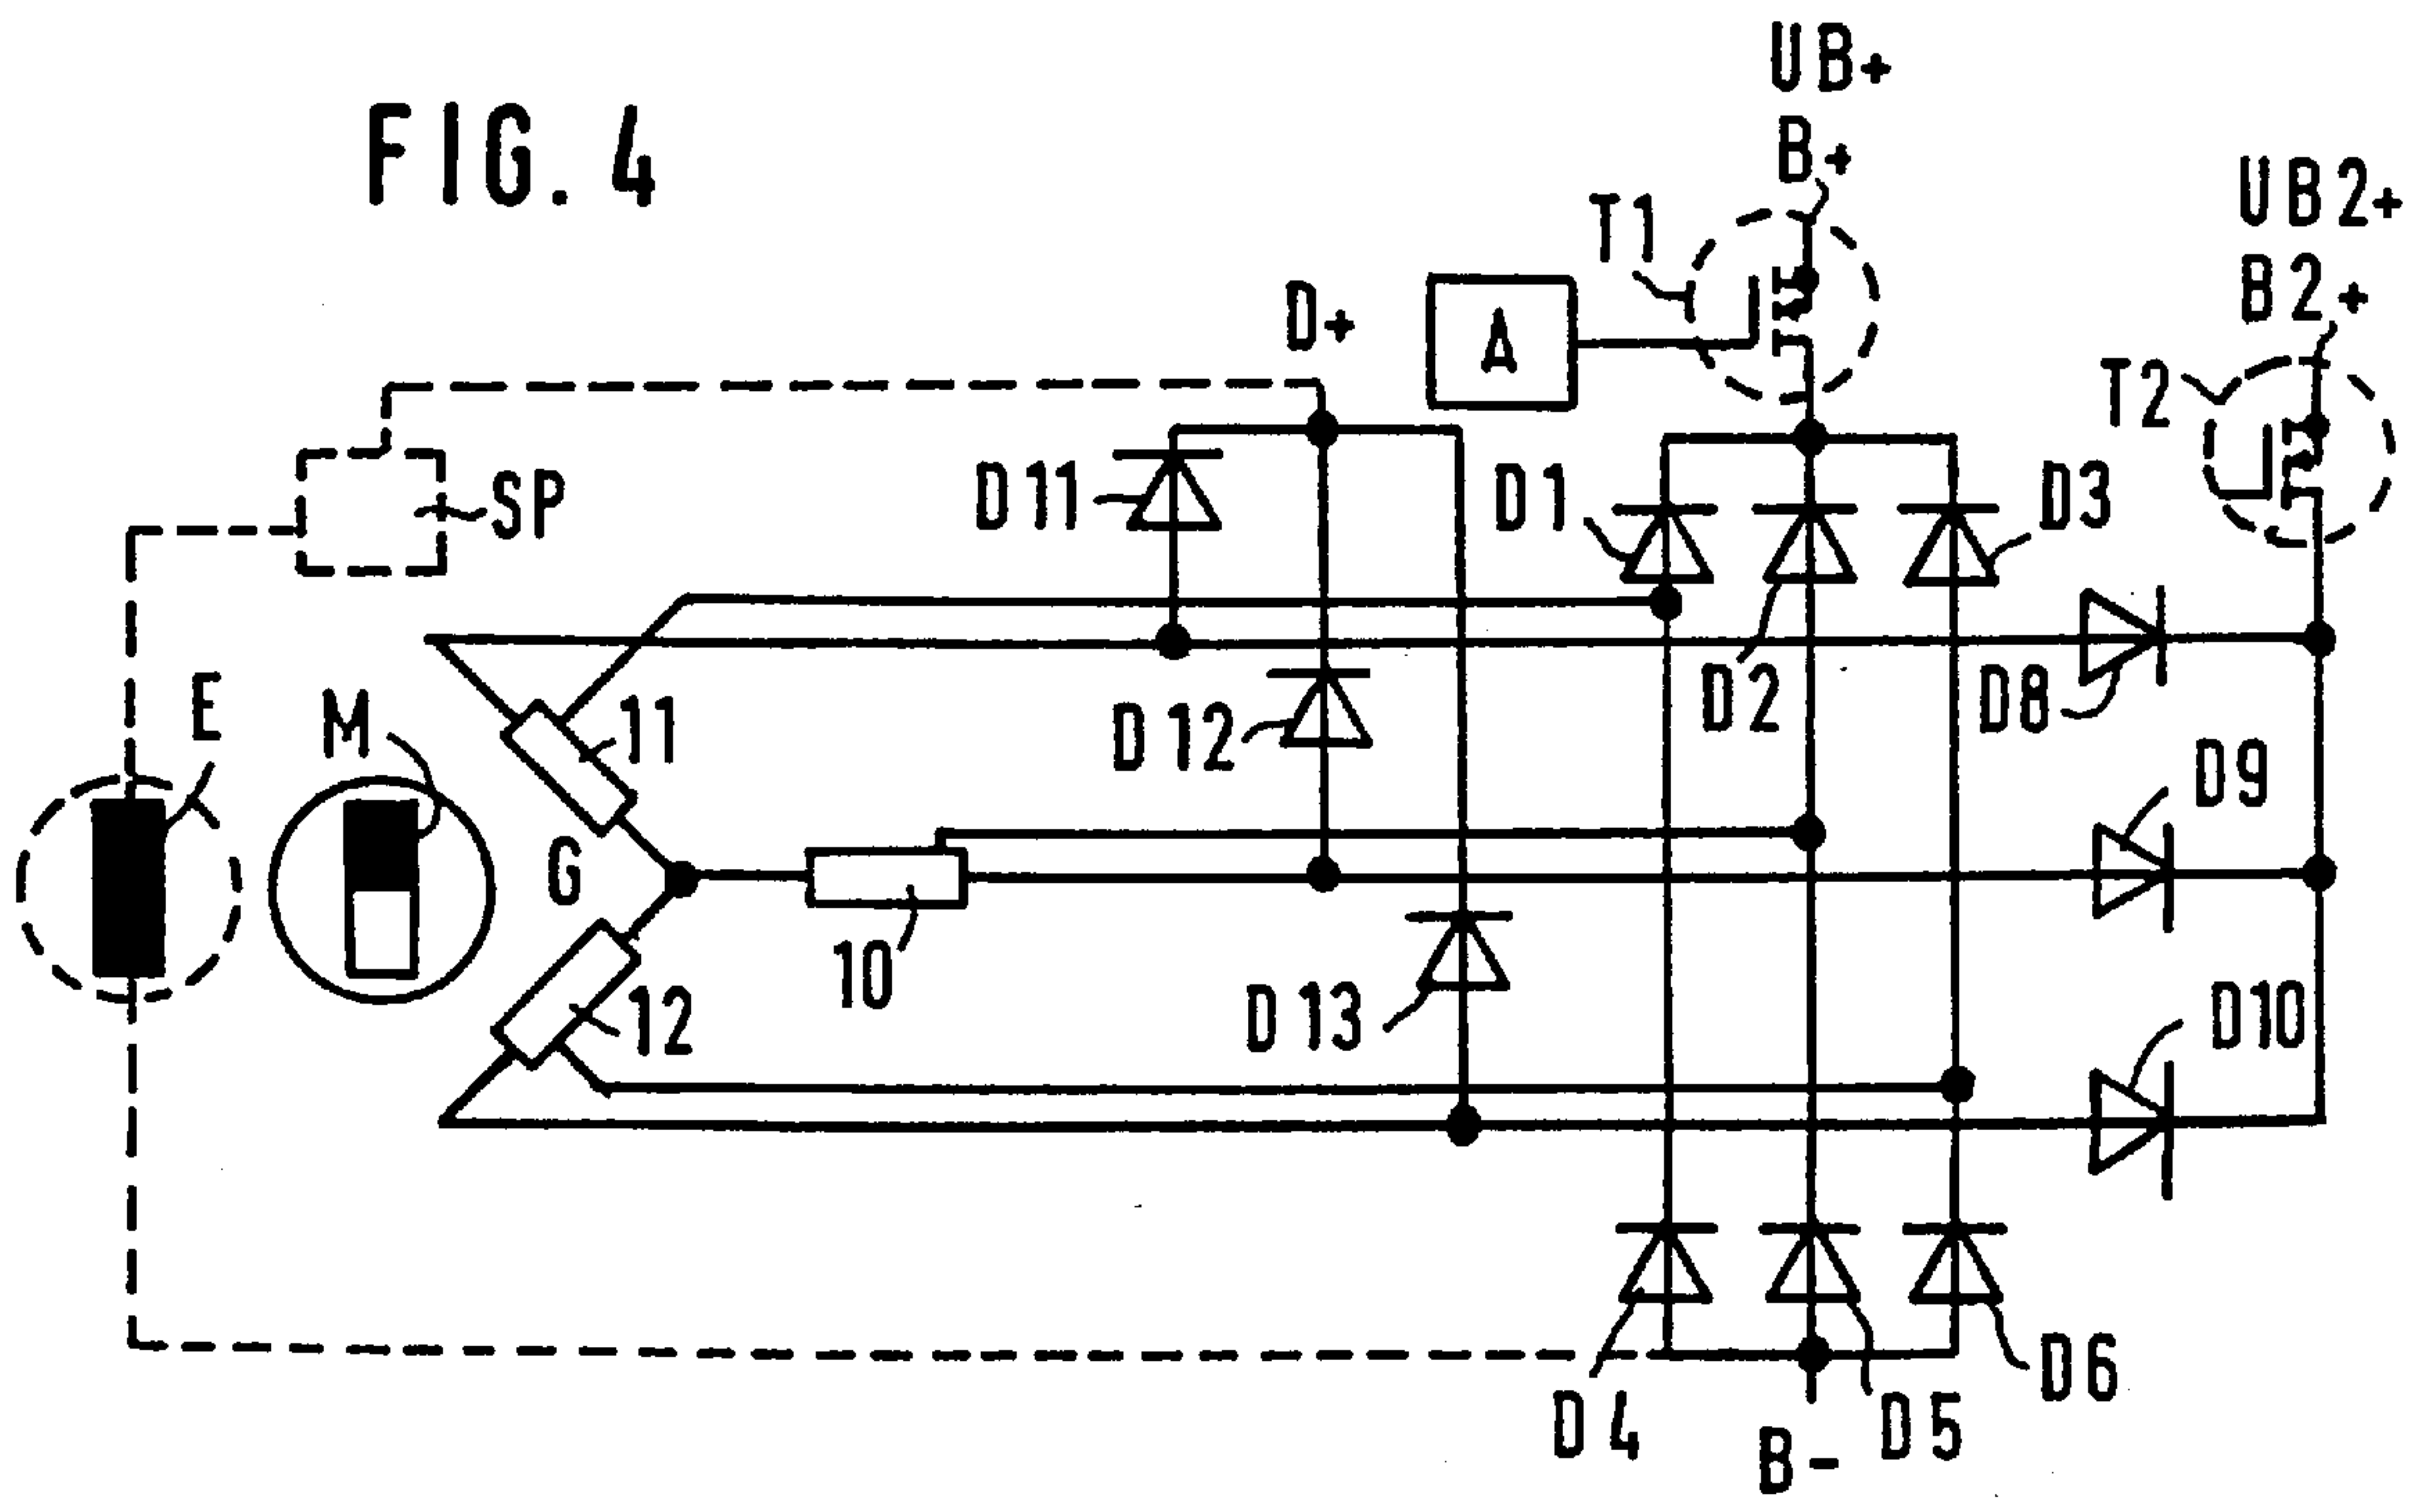 FIG. 4
UB+
B+
T1
UB2+
B2+
D+
A
T2
SP
D11
D1
D3
E
M
11
D12
D2
D8
D9
G
10
12
D13
D10
D4
D5
D6
B-